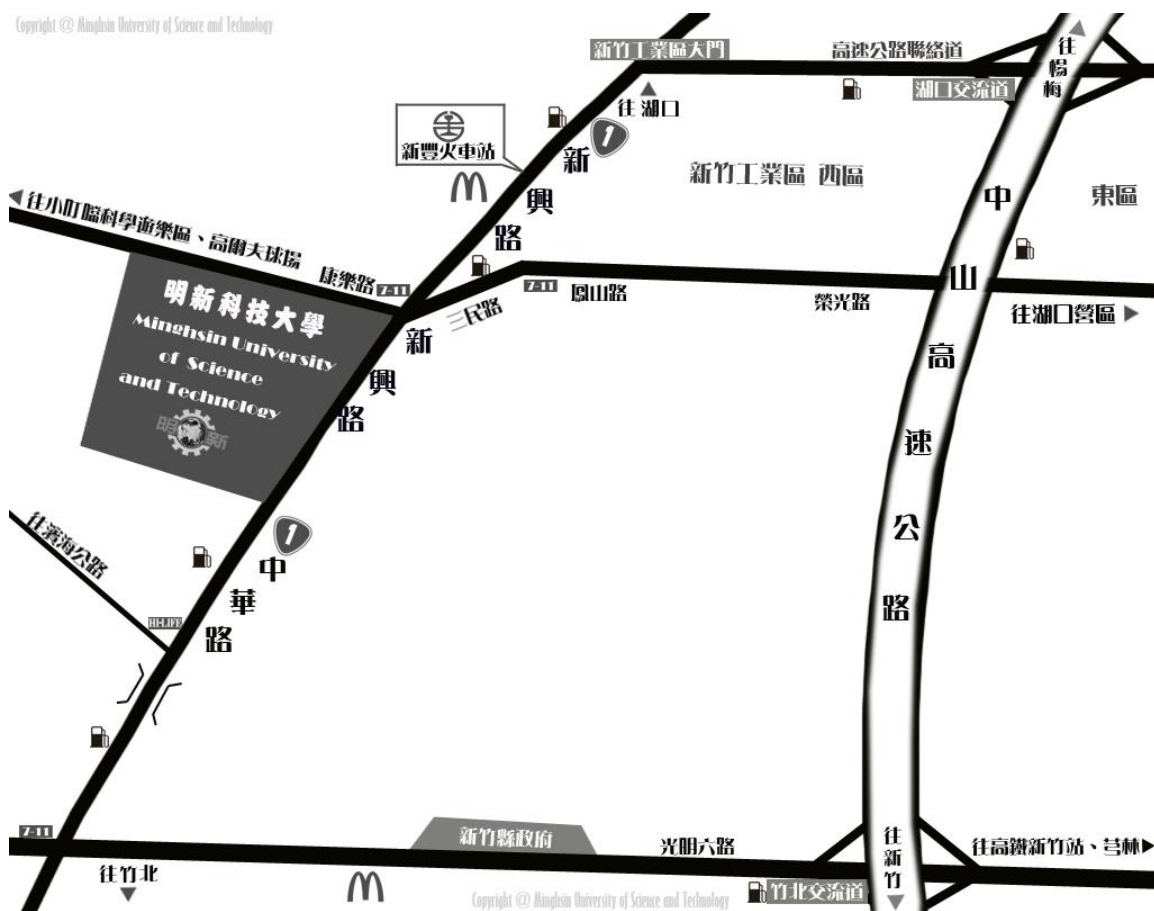 Copyright @ Minghsin University of Science and Technology
新竹工業區大門
高速公路聯絡道
往楊梅
湖口交流道
往湖口
1
新豐火車站
新興路
新竹工業區 西區
東區
中山高速公路
往小叮噹科學遊樂區、高爾夫球場
康樂路
7-11
7-11
鳳山路
三民路
榮光路
往湖口營區
明新科技大學
Minghsin University
of Science
and Technology
明新
新興路
1
中華路
往濱海公路
HI-LIFE
7-11
新竹縣政府
光明六路
往新竹
往高鐵新竹站、芎林
往竹北
竹北交流道
Copyright @ Minghsin University of Science and Technology